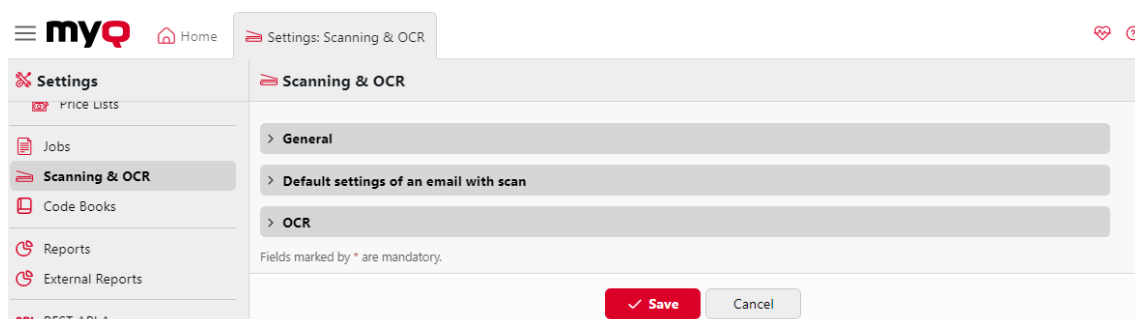 myQ
Home
Settings: Scanning & OCR
Settings
Scanning & OCR
Price Lists
General
Jobs
Scanning & OCR
Default settings of an email with scan
Code Books
OCR
Reports
Fields marked by * are mandatory.
External Reports
Save
Cancel